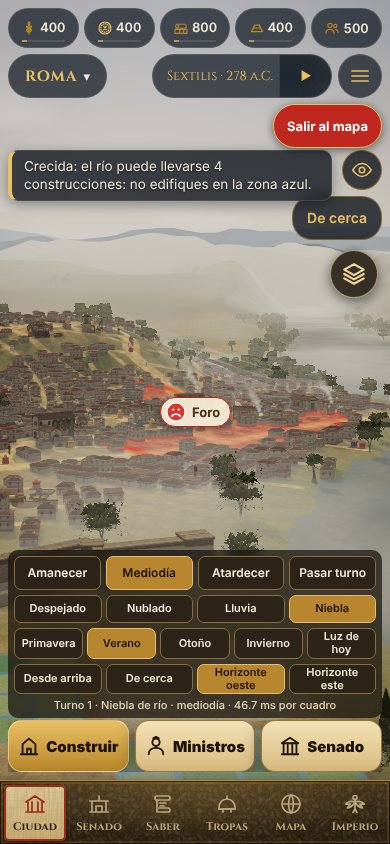 400 400 800 400 500
ROMA ▾ Sextilis · 278 a.C.
Salir al mapa
Crecida: el río puede llevarse 4
construcciones: no edifiques en la zona azul.
De cerca
Foro
Amanecer Mediodía Atardecer Pasar turno
Despejado Nublado Lluvia Niebla
Primavera Verano Otoño Invierno Luz de
hoy
Desde arriba De cerca Horizonte
oeste Horizonte
este
Turno 1 · Niebla de río · mediodía · 46.7 ms por cuadro
Construir Ministros Senado
Ciudad Senado Saber Tropas Mapa Imperio